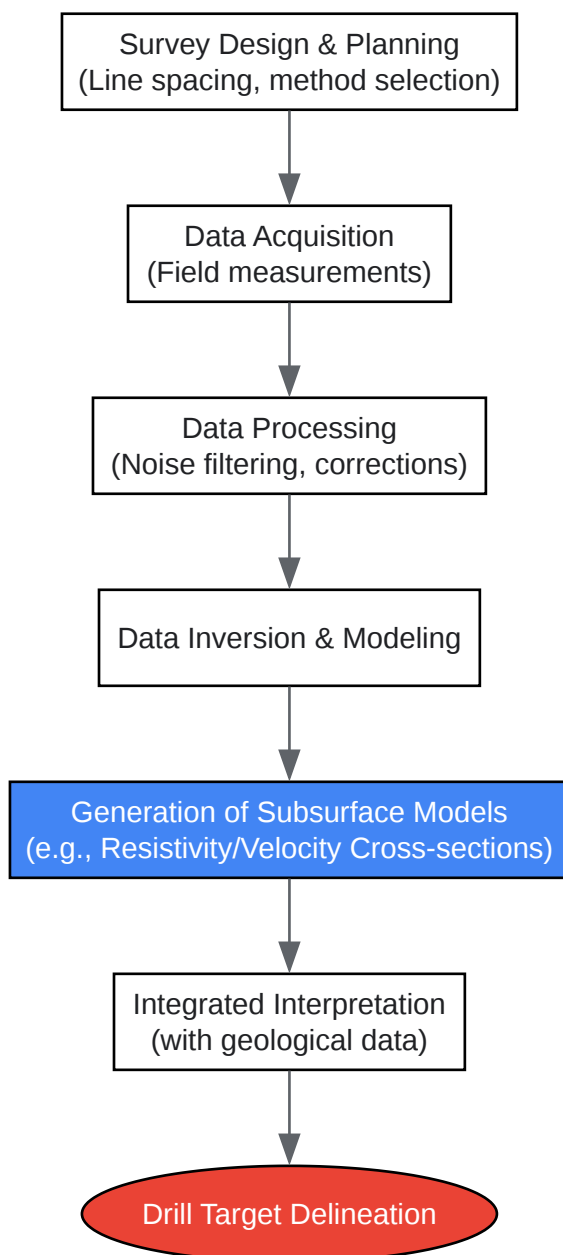 Survey Design & Planning
(Line spacing, method selection)
Data Acquisition
(Field measurements)
Data Processing
(Noise filtering, corrections)
Data Inversion & Modeling
Generation of Subsurface Models
(e.g., Resistivity/Velocity Cross-sections)
Integrated Interpretation
(with geological data)
Drill Target Delineation